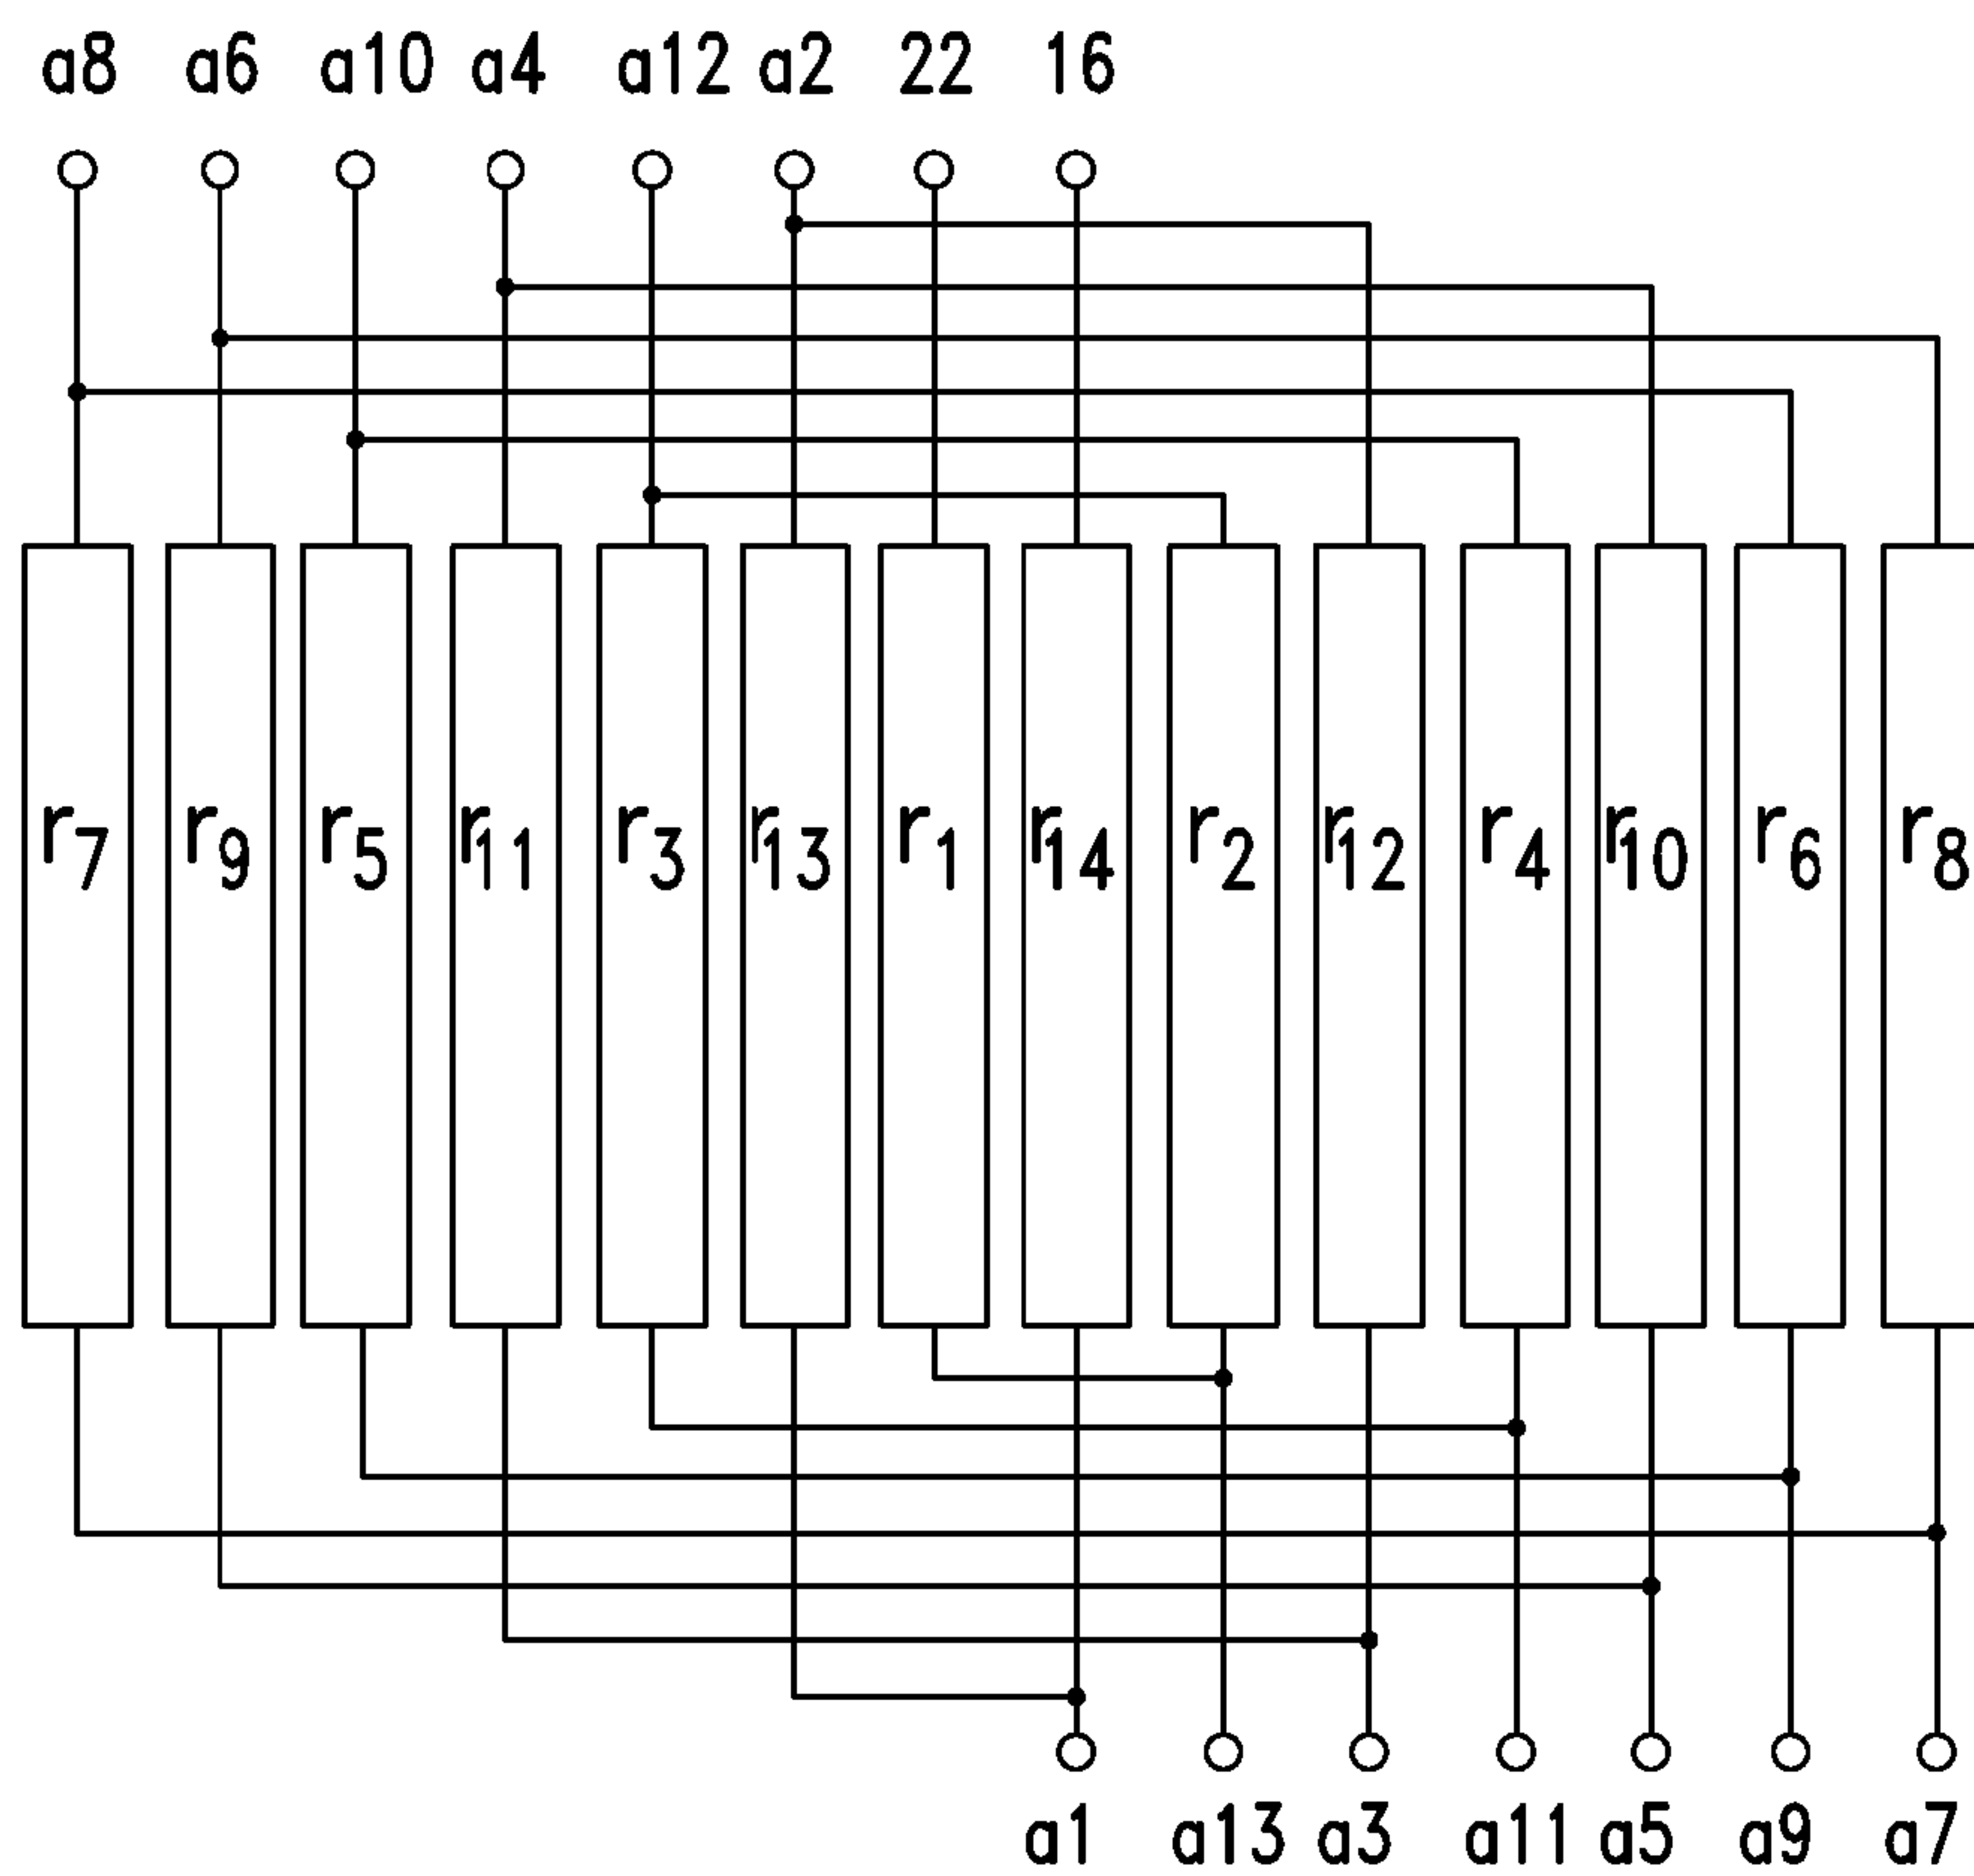 a8 a6 a10 a4 a12 a2 22 16
r7 r9 r5 r11 r3 r13 r1 r14 r2 r12 r4 r10 r6 r8
a1 a13 a3 a11 a5 a9 a7